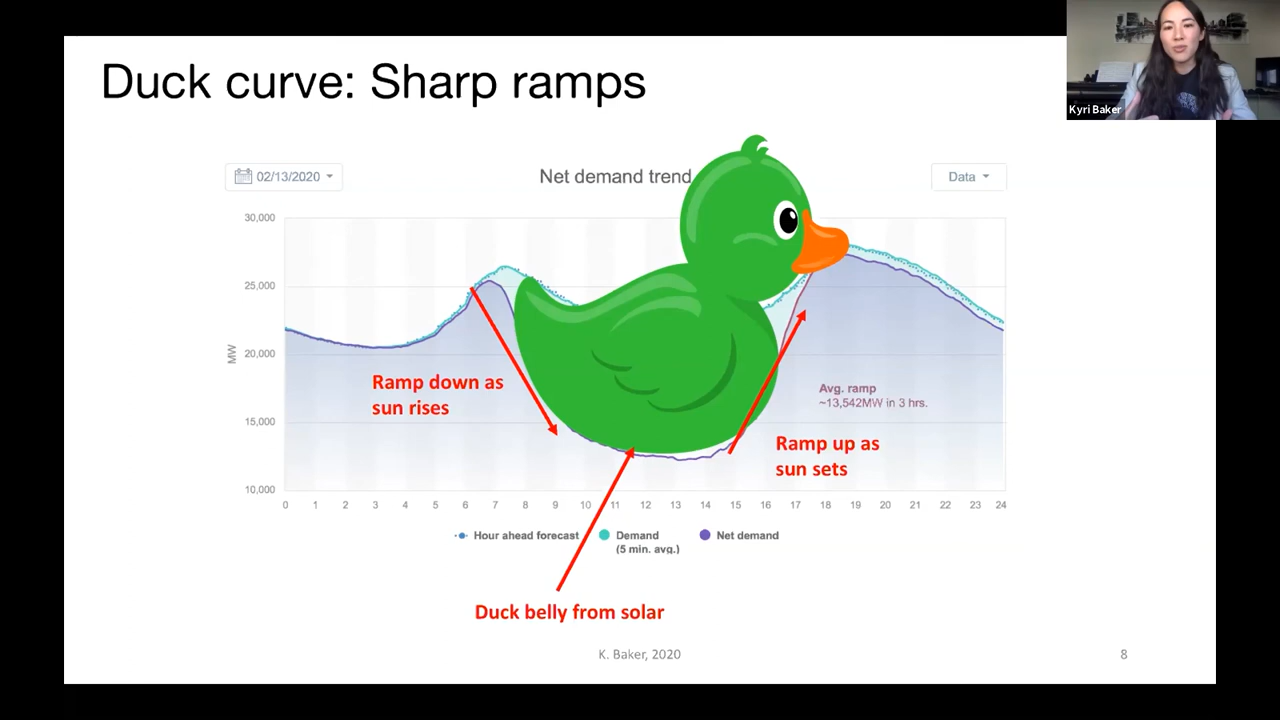 Duck curve: Sharp ramps
Kyri Baker
02/13/2020
Net demand trend
Data
30,000
25,000
20,000
15,000
10,000
MW
Ramp down as
sun rises
Avg. ramp
~13,542MW in 3 hrs.
Ramp up as
sun sets
0 1 2 3 4 5 6 7 8 9 10 11 12 13 14 15 16 17 18 19 20 21 22 23 24
Hour ahead forecast
Demand
(5 min. avg.)
Net demand
Duck belly from solar
K. Baker, 2020
8